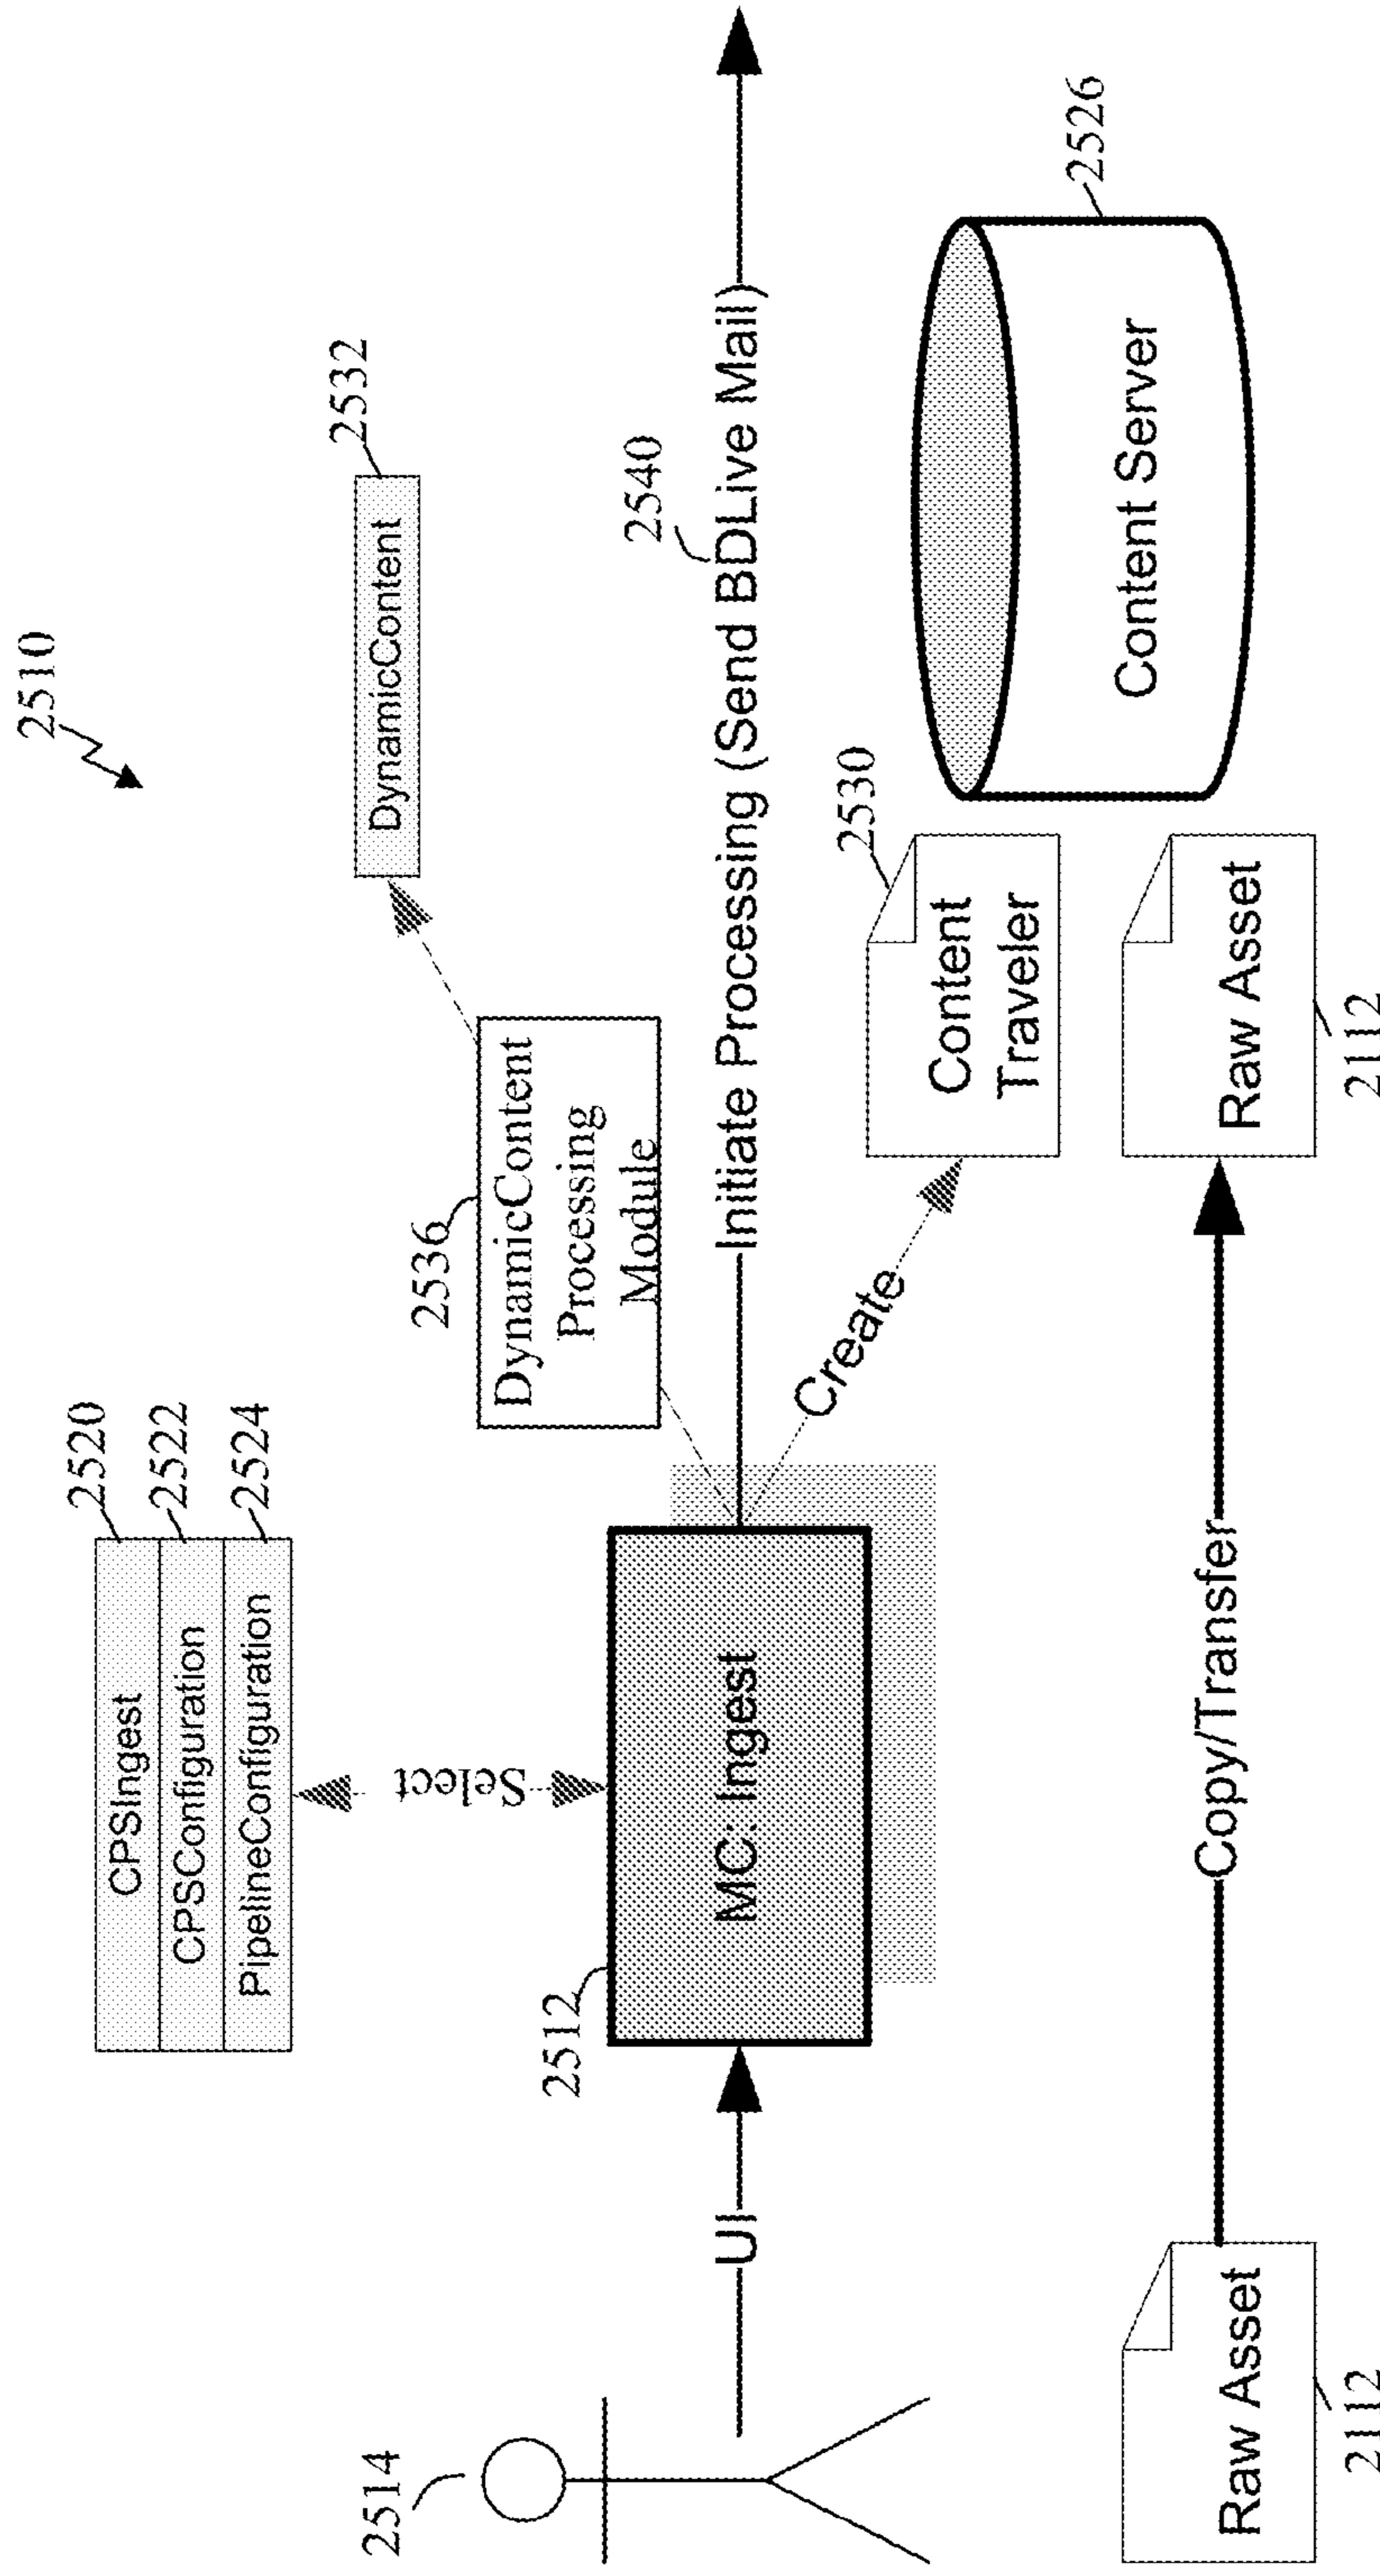 2510
2520
CPSIngest
2522
CPSConfiguration
2524
PipelineConfiguration
Select
2532
DynamicContent
2536
DynamicContent
Processing
Module
2514
UI
2512
MC: Ingest
2540
Initiate Processing (Send BDLive Mail)
Create
2530
Content
Traveler
2526
Content Server
Raw Asset
2112
Copy/Transfer
Raw Asset
2112